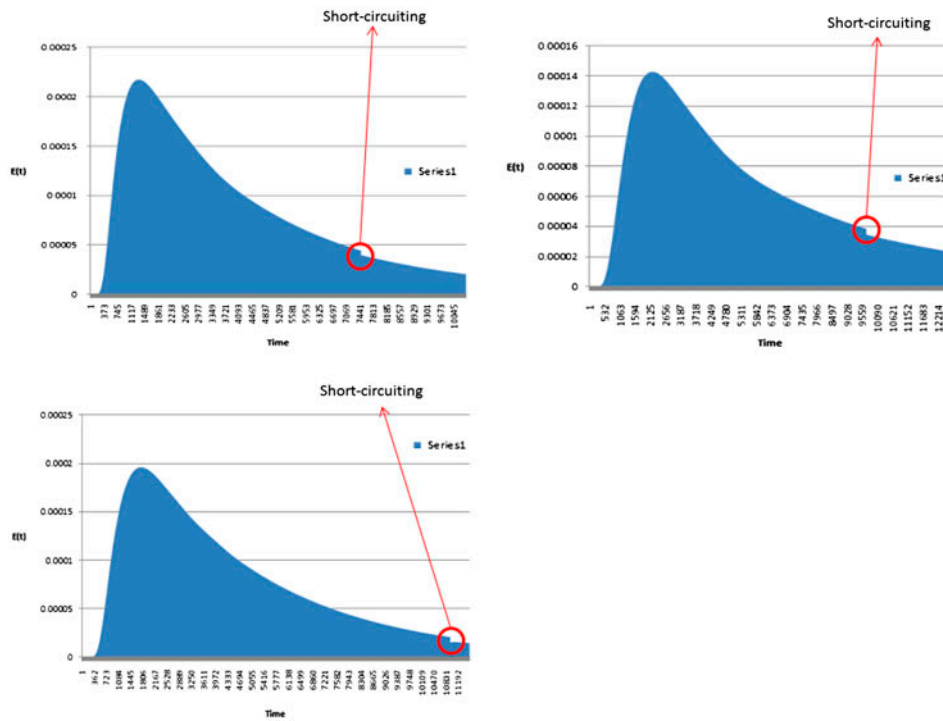 Short-circuiting
0.00025
0.0002
0.00015
0.0001
0.00005
0
E(t)
Series1
1 373 745 1117 1489 1861 2233 2605 2977 3349 3721 4093 4465 4837 5209 5581 5953 6325 6697 7069 7441 7813 8185 8557 8929 9301 9673 10045
Time
Short-circuiting
0.00016
0.00014
0.00012
0.0001
0.00008
0.00006
0.00004
0.00002
0
E(t)
Series1
1 532 1063 1594 2125 2656 3187 3718 4249 4780 5311 5842 6373 6904 7435 7966 8497 9028 9559 10090 10621 11152 11683 12214
Time
Short-circuiting
0.00025
0.0002
0.00015
0.0001
0.00005
0
E(t)
Series1
1 362 723 1084 1445 1806 2167 2528 2889 3250 3611 3972 4333 4694 5055 5416 5777 6138 6499 6860 7221 7582 7943 8304 8665 9026 9387 9748 10109 10470 10831 11192
Time